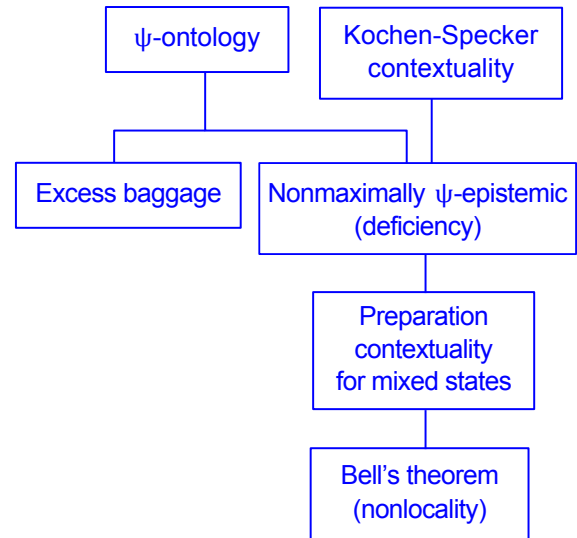 ψ-ontology
Kochen-Specker
contextuality
Excess baggage
Nonmaximally ψ-epistemic
(deficiency)
Preparation
contextuality
for mixed states
Bell's theorem
(nonlocality)